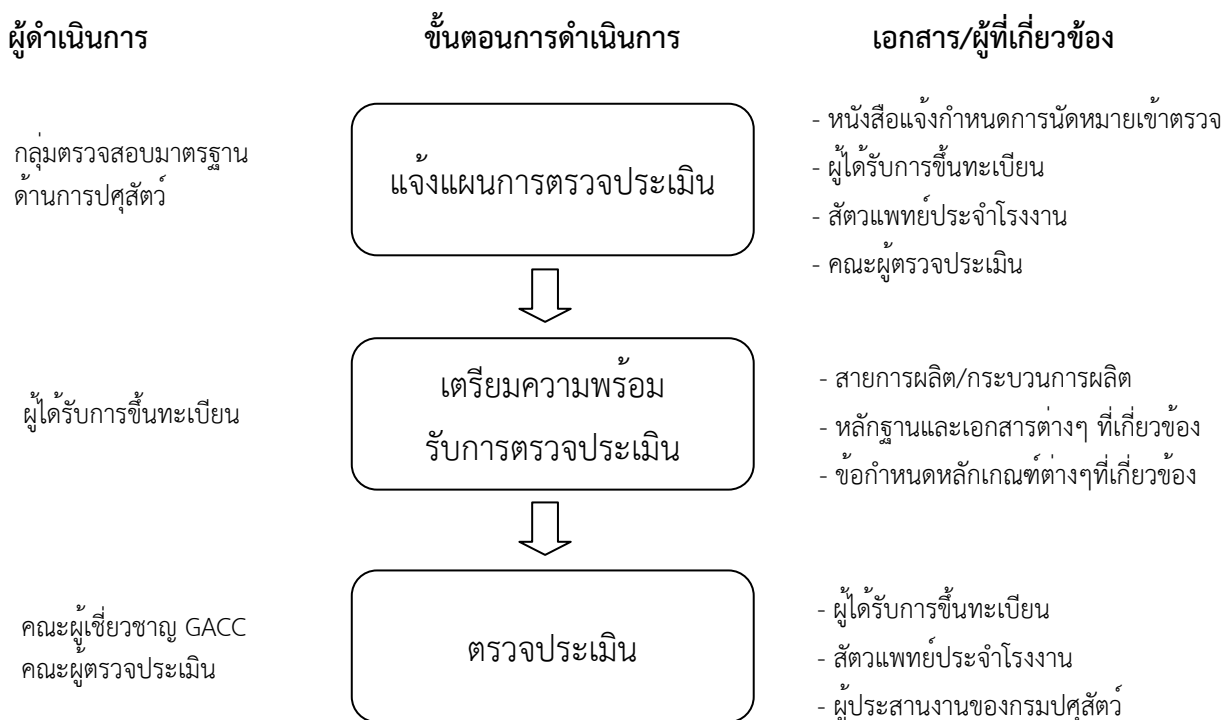 ผู้ดำเนินการ
ขั้นตอนการดำเนินการ
เอกสาร/ผู้ที่เกี่ยวข้อง
กลุ่มตรวจสอบมาตรฐาน
ด้านการปศุสัตว์
แจ้งแผนการตรวจประเมิน
- หนังสือแจ้งกำหนดการนัดหมายเข้าตรวจ
- ผู้ได้รับการขึ้นทะเบียน
- สัตวแพทย์ประจำโรงงาน
- คณะผู้ตรวจประเมิน
ผู้ได้รับการขึ้นทะเบียน
เตรียมความพร้อม
รับการตรวจประเมิน
- สายการผลิต/กระบวนการผลิต
- หลักฐานและเอกสารต่างๆ ที่เกี่ยวข้อง
- ข้อกำหนดหลักเกณฑ์ต่างๆที่เกี่ยวข้อง
คณะผู้เชี่ยวชาญ GACC
คณะผู้ตรวจประเมิน
ตรวจประเมิน
- ผู้ได้รับการขึ้นทะเบียน
- สัตวแพทย์ประจำโรงงาน
- ผู้ประสานงานของกรมปศุสัตว์